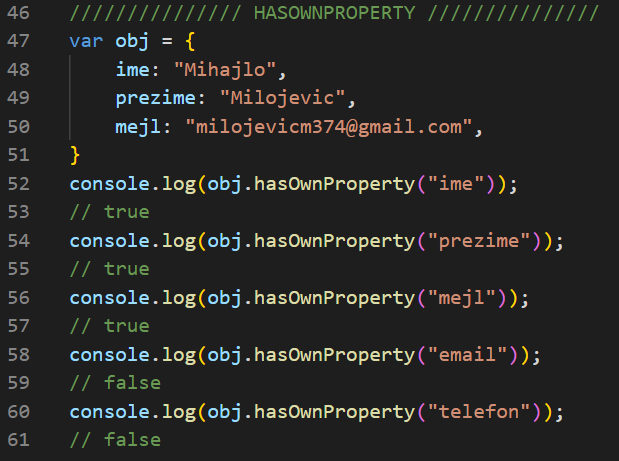 46 /////////////// HASOWNPROPERTY ///////////////
47 var obj = {
48     ime: "Mihajlo",
49     prezime: "Milojevic",
50     mejl: "milojevicm374@gmail.com",
51 }
52 console.log(obj.hasOwnProperty("ime"));
53 // true
54 console.log(obj.hasOwnProperty("prezime"));
55 // true
56 console.log(obj.hasOwnProperty("mejl"));
57 // true
58 console.log(obj.hasOwnProperty("email"));
59 // false
60 console.log(obj.hasOwnProperty("telefon"));
61 // false